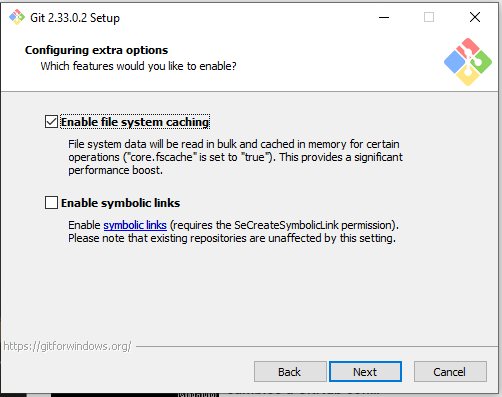 Git 2.33.0.2 Setup
Configuring extra options
Which features would you like to enable?
Enable file system caching
File system data will be read in bulk and cached in memory for certain
operations ("core.fscache" is set to "true"). This provides a significant
performance boost.
Enable symbolic links
Enable symbolic links (requires the SeCreateSymbolicLink permission).
Please note that existing repositories are unaffected by this setting.
https://gitforwindows.org/
Back
Next
Cancel